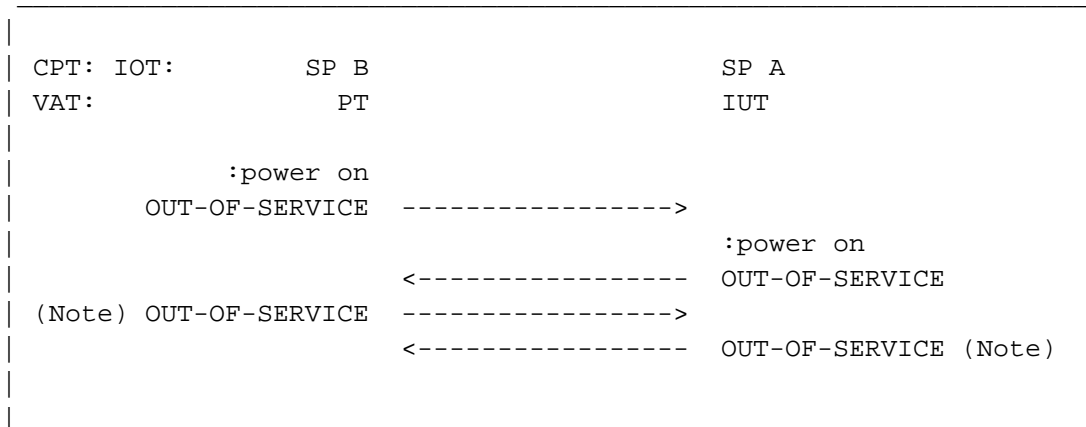 CPT: IOT: SP B SP A
VAT: PT IUT
:power on
OUT-OF-SERVICE ----------------->
:power on
<----------------- OUT-OF-SERVICE
(Note) OUT-OF-SERVICE ----------------->
<----------------- OUT-OF-SERVICE (Note)